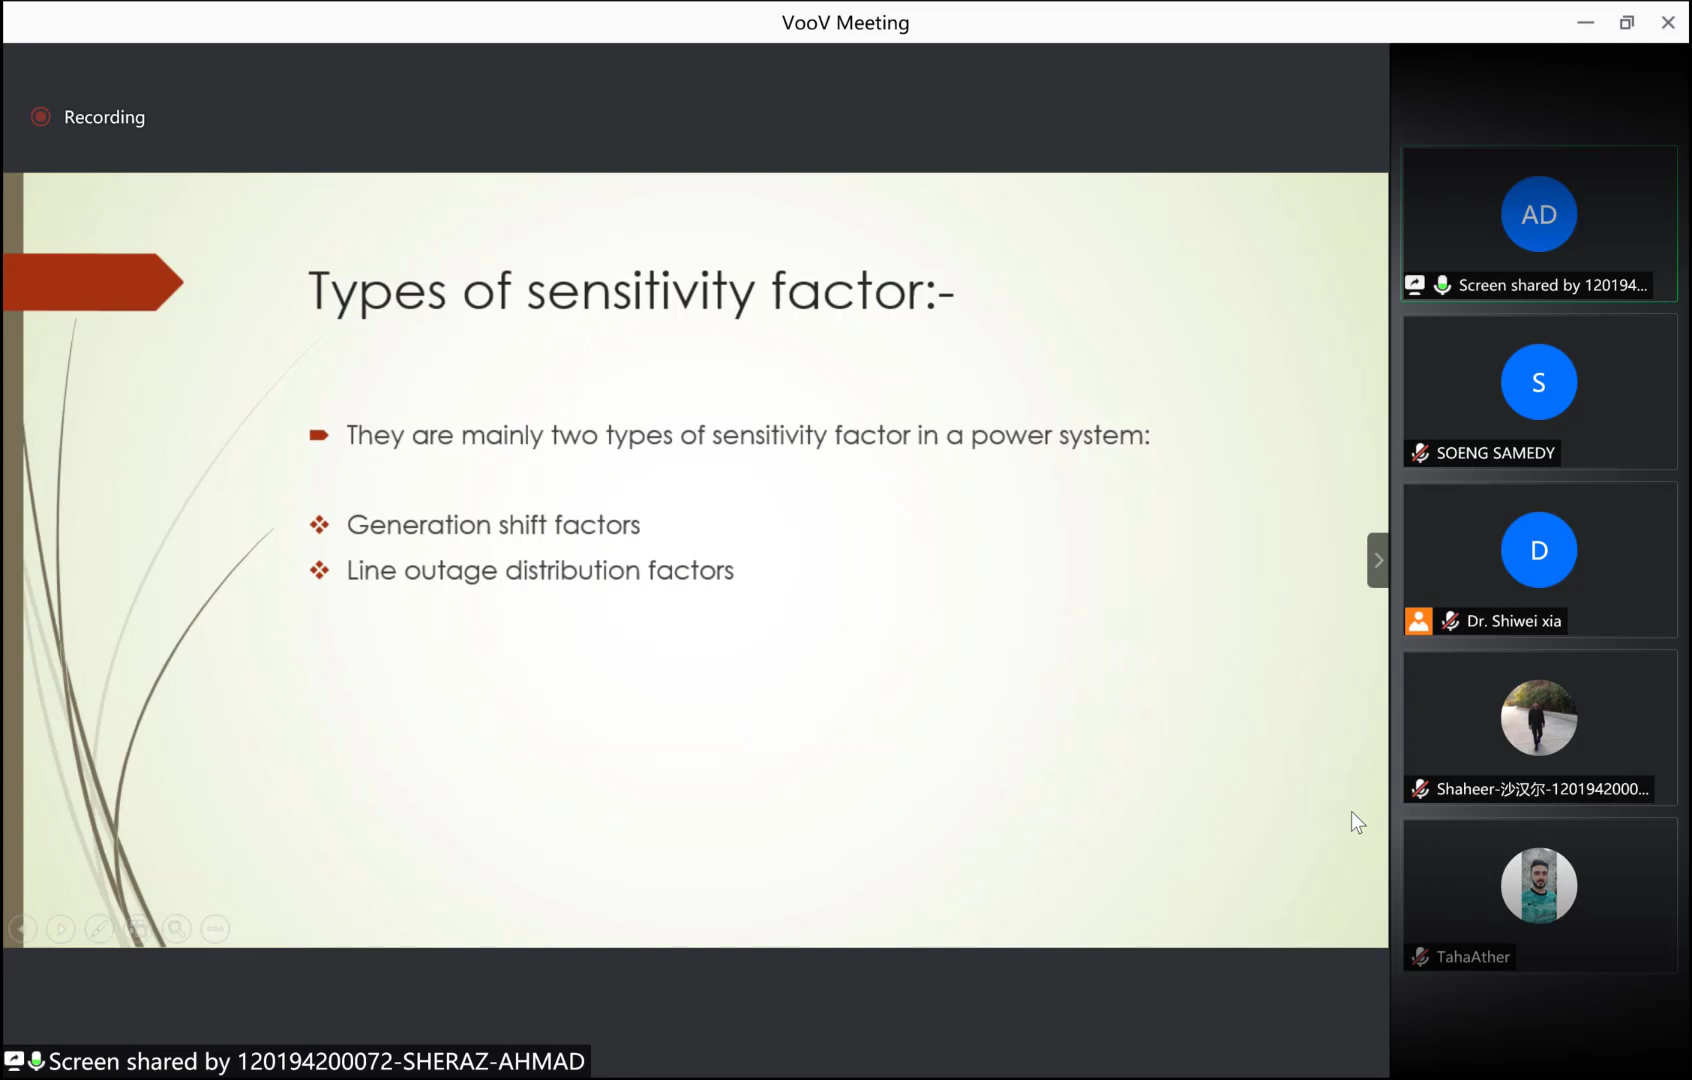 VooV Meeting
Recording
Types of sensitivity factor:-
They are mainly two types of sensitivity factor in a power system:
Generation shift factors
Line outage distribution factors
AD
Screen shared by 120194...
S
SOENG SAMEDY
D
Dr. Shiwei xia
Shaheer-沙汉尔-1201942000...
TahaAther
Screen shared by 120194200072-SHERAZ-AHMAD